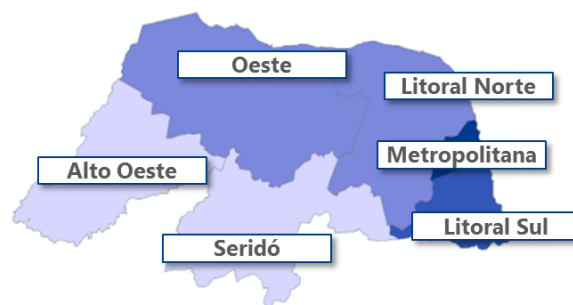 Oeste
Litoral Norte
Metropolitana
Alto Oeste
Litoral Sul
Seridó